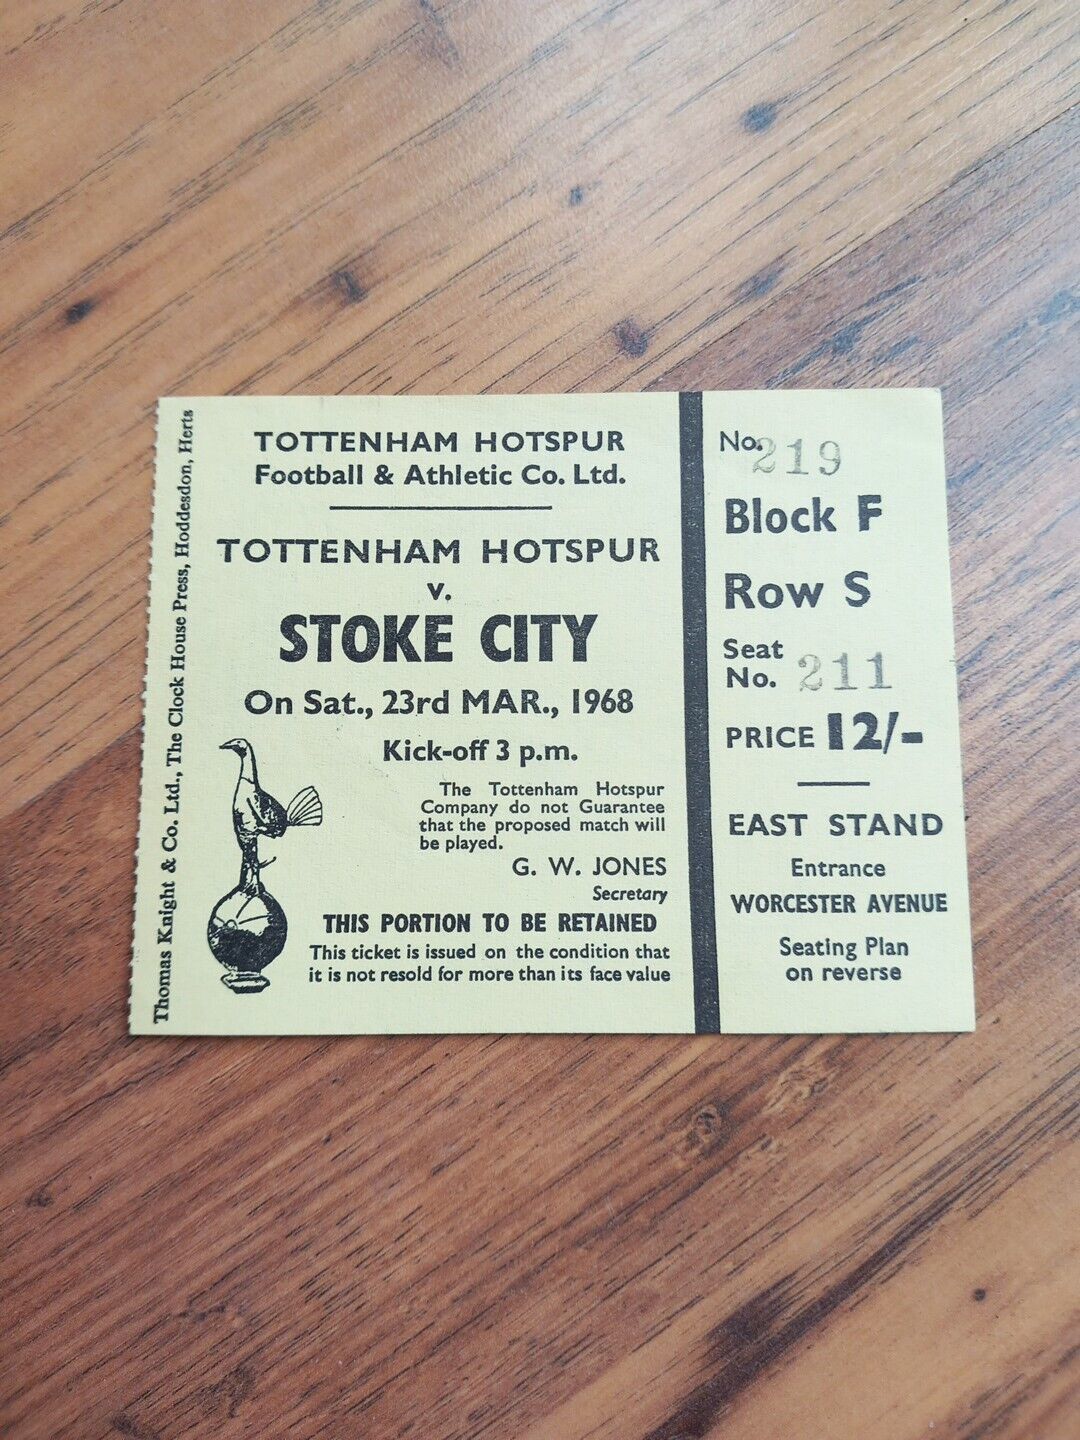 Thomas Knight & Co. Ltd., The Clock House Press, Hoddesdon, Herts
TOTTENHAM HOTSPUR
Football & Athletic Co. Ltd.
TOTTENHAM HOTSPUR
v.
STOKE CITY
On Sat., 23rd MAR., 1968
Kick-off 3 p.m.
The Tottenham Hotspur
Company do not Guarantee
that the proposed match will
be played.
G. W. JONES
Secretary
THIS PORTION TO BE RETAINED
This ticket is issued on the condition that
it is not resold for more than its face value
No. 219
Block F
Row S
Seat
No. 211
PRICE 12/-
EAST STAND
Entrance
WORCESTER AVENUE
Seating Plan
on reverse